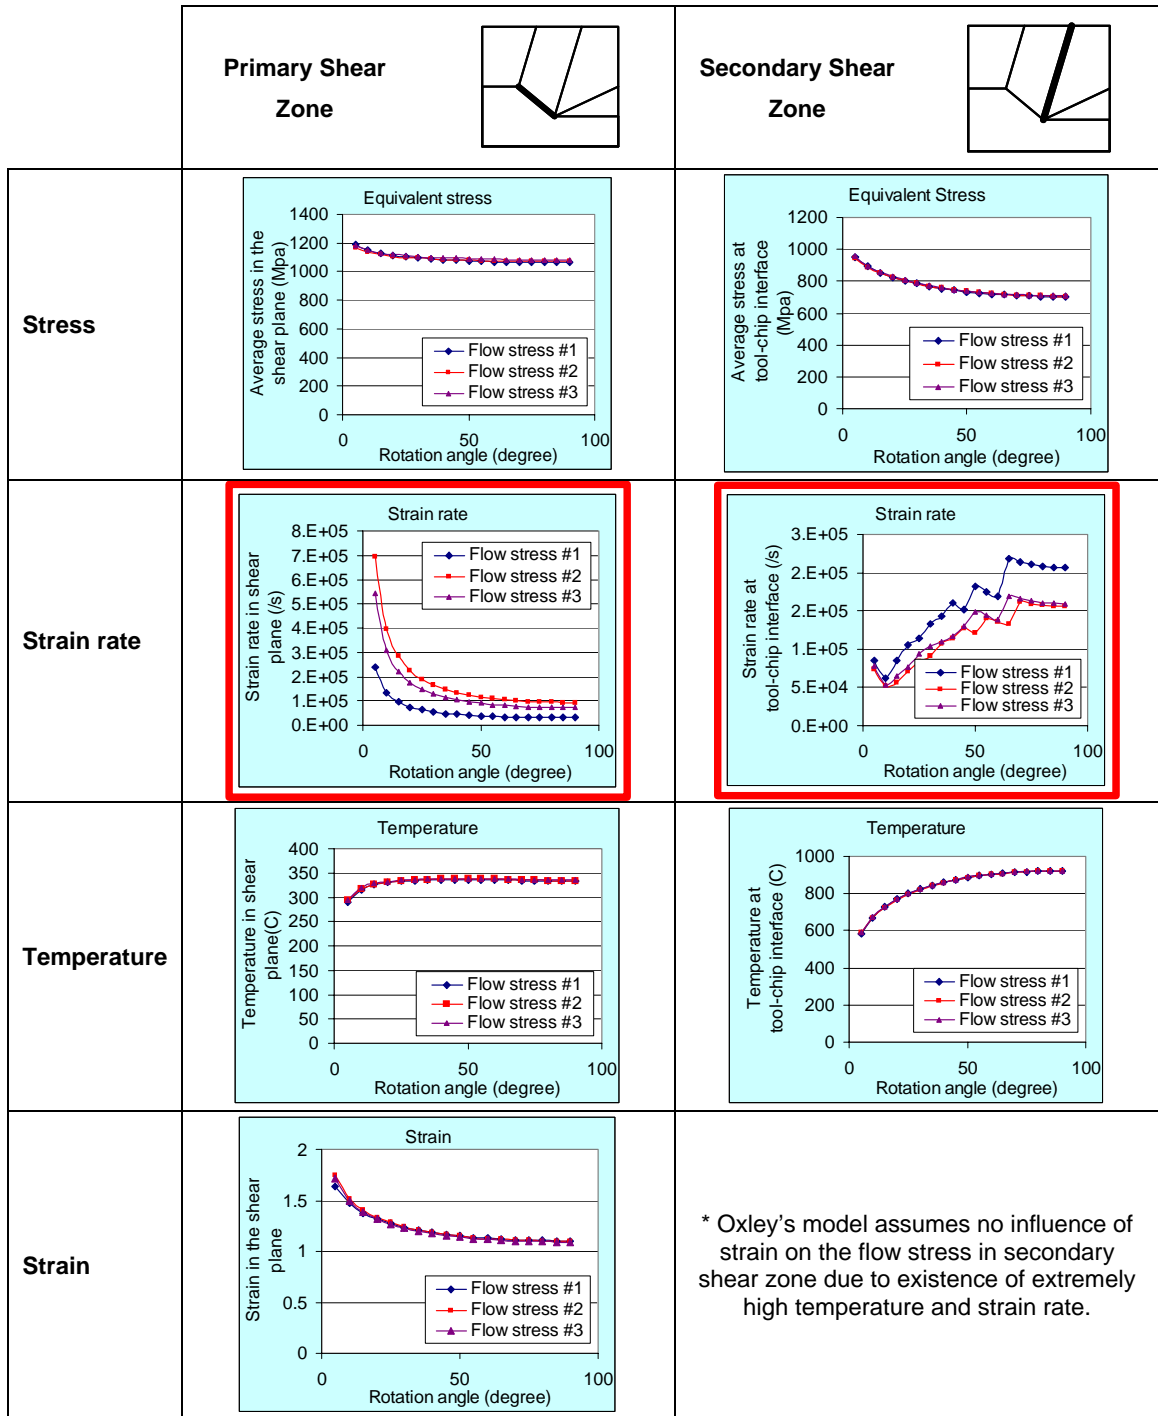 Primary Shear
Zone
Secondary Shear
Zone
Stress
Equivalent stress
Average stress in the
shear plane (Mpa)
1400
1200
1000
800
600
400
200
0
Flow stress #1
Flow stress #2
Flow stress #3
0 50 100
Rotation angle (degree)
Equivalent Stress
Average stress at
tool-chip interface
(Mpa)
1200
1000
800
600
400
200
0
Flow stress #1
Flow stress #2
Flow stress #3
0 50 100
Rotation angle (degree)
Strain rate
Strain rate
Strain rate in shear
plane (/s)
8.E+05
7.E+05
6.E+05
5.E+05
4.E+05
3.E+05
2.E+05
1.E+05
0.E+00
Flow stress #1
Flow stress #2
Flow stress #3
0 50 100
Rotation angle (degree)
Strain rate
Strain rate at
tool-chip interface (/s)
3.E+05
2.E+05
2.E+05
1.E+05
5.E+04
0.E+00
Flow stress #1
Flow stress #2
Flow stress #3
0 50 100
Rotation angle (degree)
Temperature
Temperature
Temperature in shear
plane(C)
400
350
300
250
200
150
100
50
0
Flow stress #1
Flow stress #2
Flow stress #3
0 50 100
Rotation angle (degree)
Temperature
Temperature at
tool-chip interface (C)
1000
800
600
400
200
0
Flow stress #1
Flow stress #2
Flow stress #3
0 50 100
Rotation angle (degree)
Strain
Strain
Strain in the shear
plane
2
1.5
1
0.5
0
Flow stress #1
Flow stress #2
Flow stress #3
0 50 100
Rotation angle (degree)
* Oxley's model assumes no influence of
strain on the flow stress in secondary
shear zone due to existence of extremely
high temperature and strain rate.